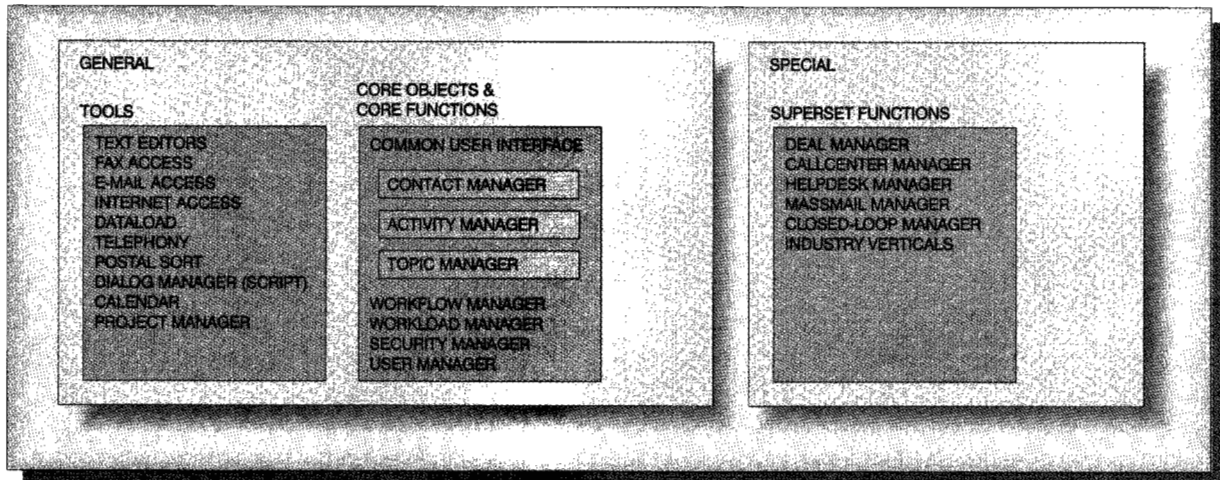 GENERAL
TOOLS
TEXT EDITORS
FAX ACCESS
E-MAIL ACCESS
INTERNET ACCESS
DATALOAD
TELEPHONY
POSTAL SORT
DIALOG MANAGER (SCRIPT)
CALENDAR
PROJECT MANAGER
CORE OBJECTS &
CORE FUNCTIONS
COMMON USER INTERFACE
CONTACT MANAGER
ACTIVITY MANAGER
TOPIC MANAGER
WORKFLOW MANAGER
WORKLOAD MANAGER
SECURITY MANAGER
USER MANAGER
SPECIAL
SUPERSET FUNCTIONS
DEAL MANAGER
CALLCENTER MANAGER
HELPDESK MANAGER
MASSMAIL MANAGER
CLOSED-LOOP MANAGER
INDUSTRY VERTICALS